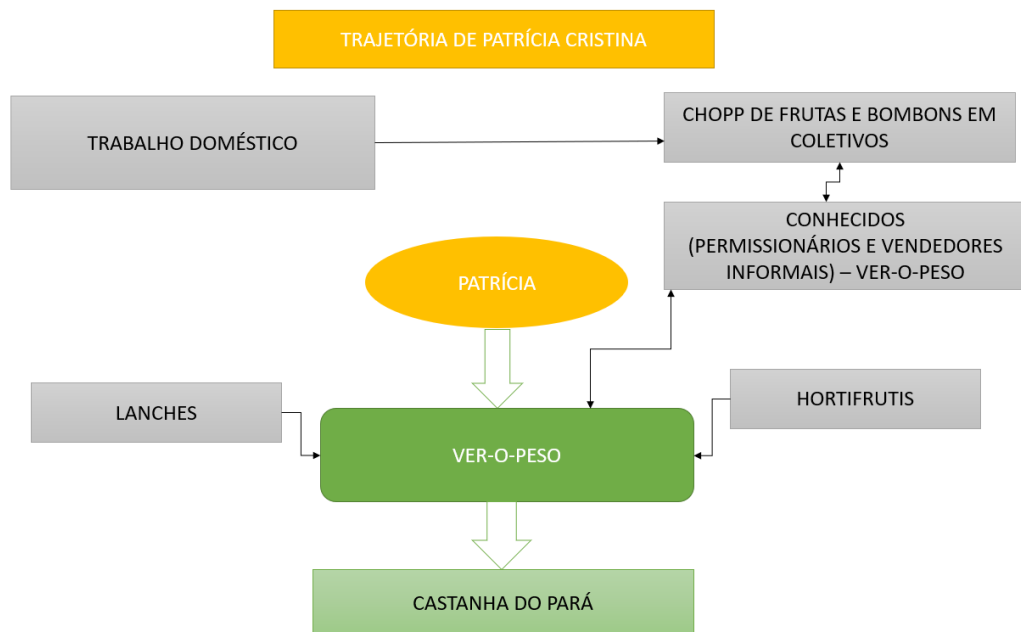 TRAJETÓRIA DE PATRÍCIA CRISTINA
TRABALHO DOMÉSTICO
CHOPP DE FRUTAS E BOMBONS EM
COLETIVOS
CONHECIDOS
(PERMISSIONÁRIOS E VENDEDORES
INFORMAIS) – VER-O-PESO
PATRÍCIA
LANCHES
HORTIFRUTIS
VER-O-PESO
CASTANHA DO PARÁ